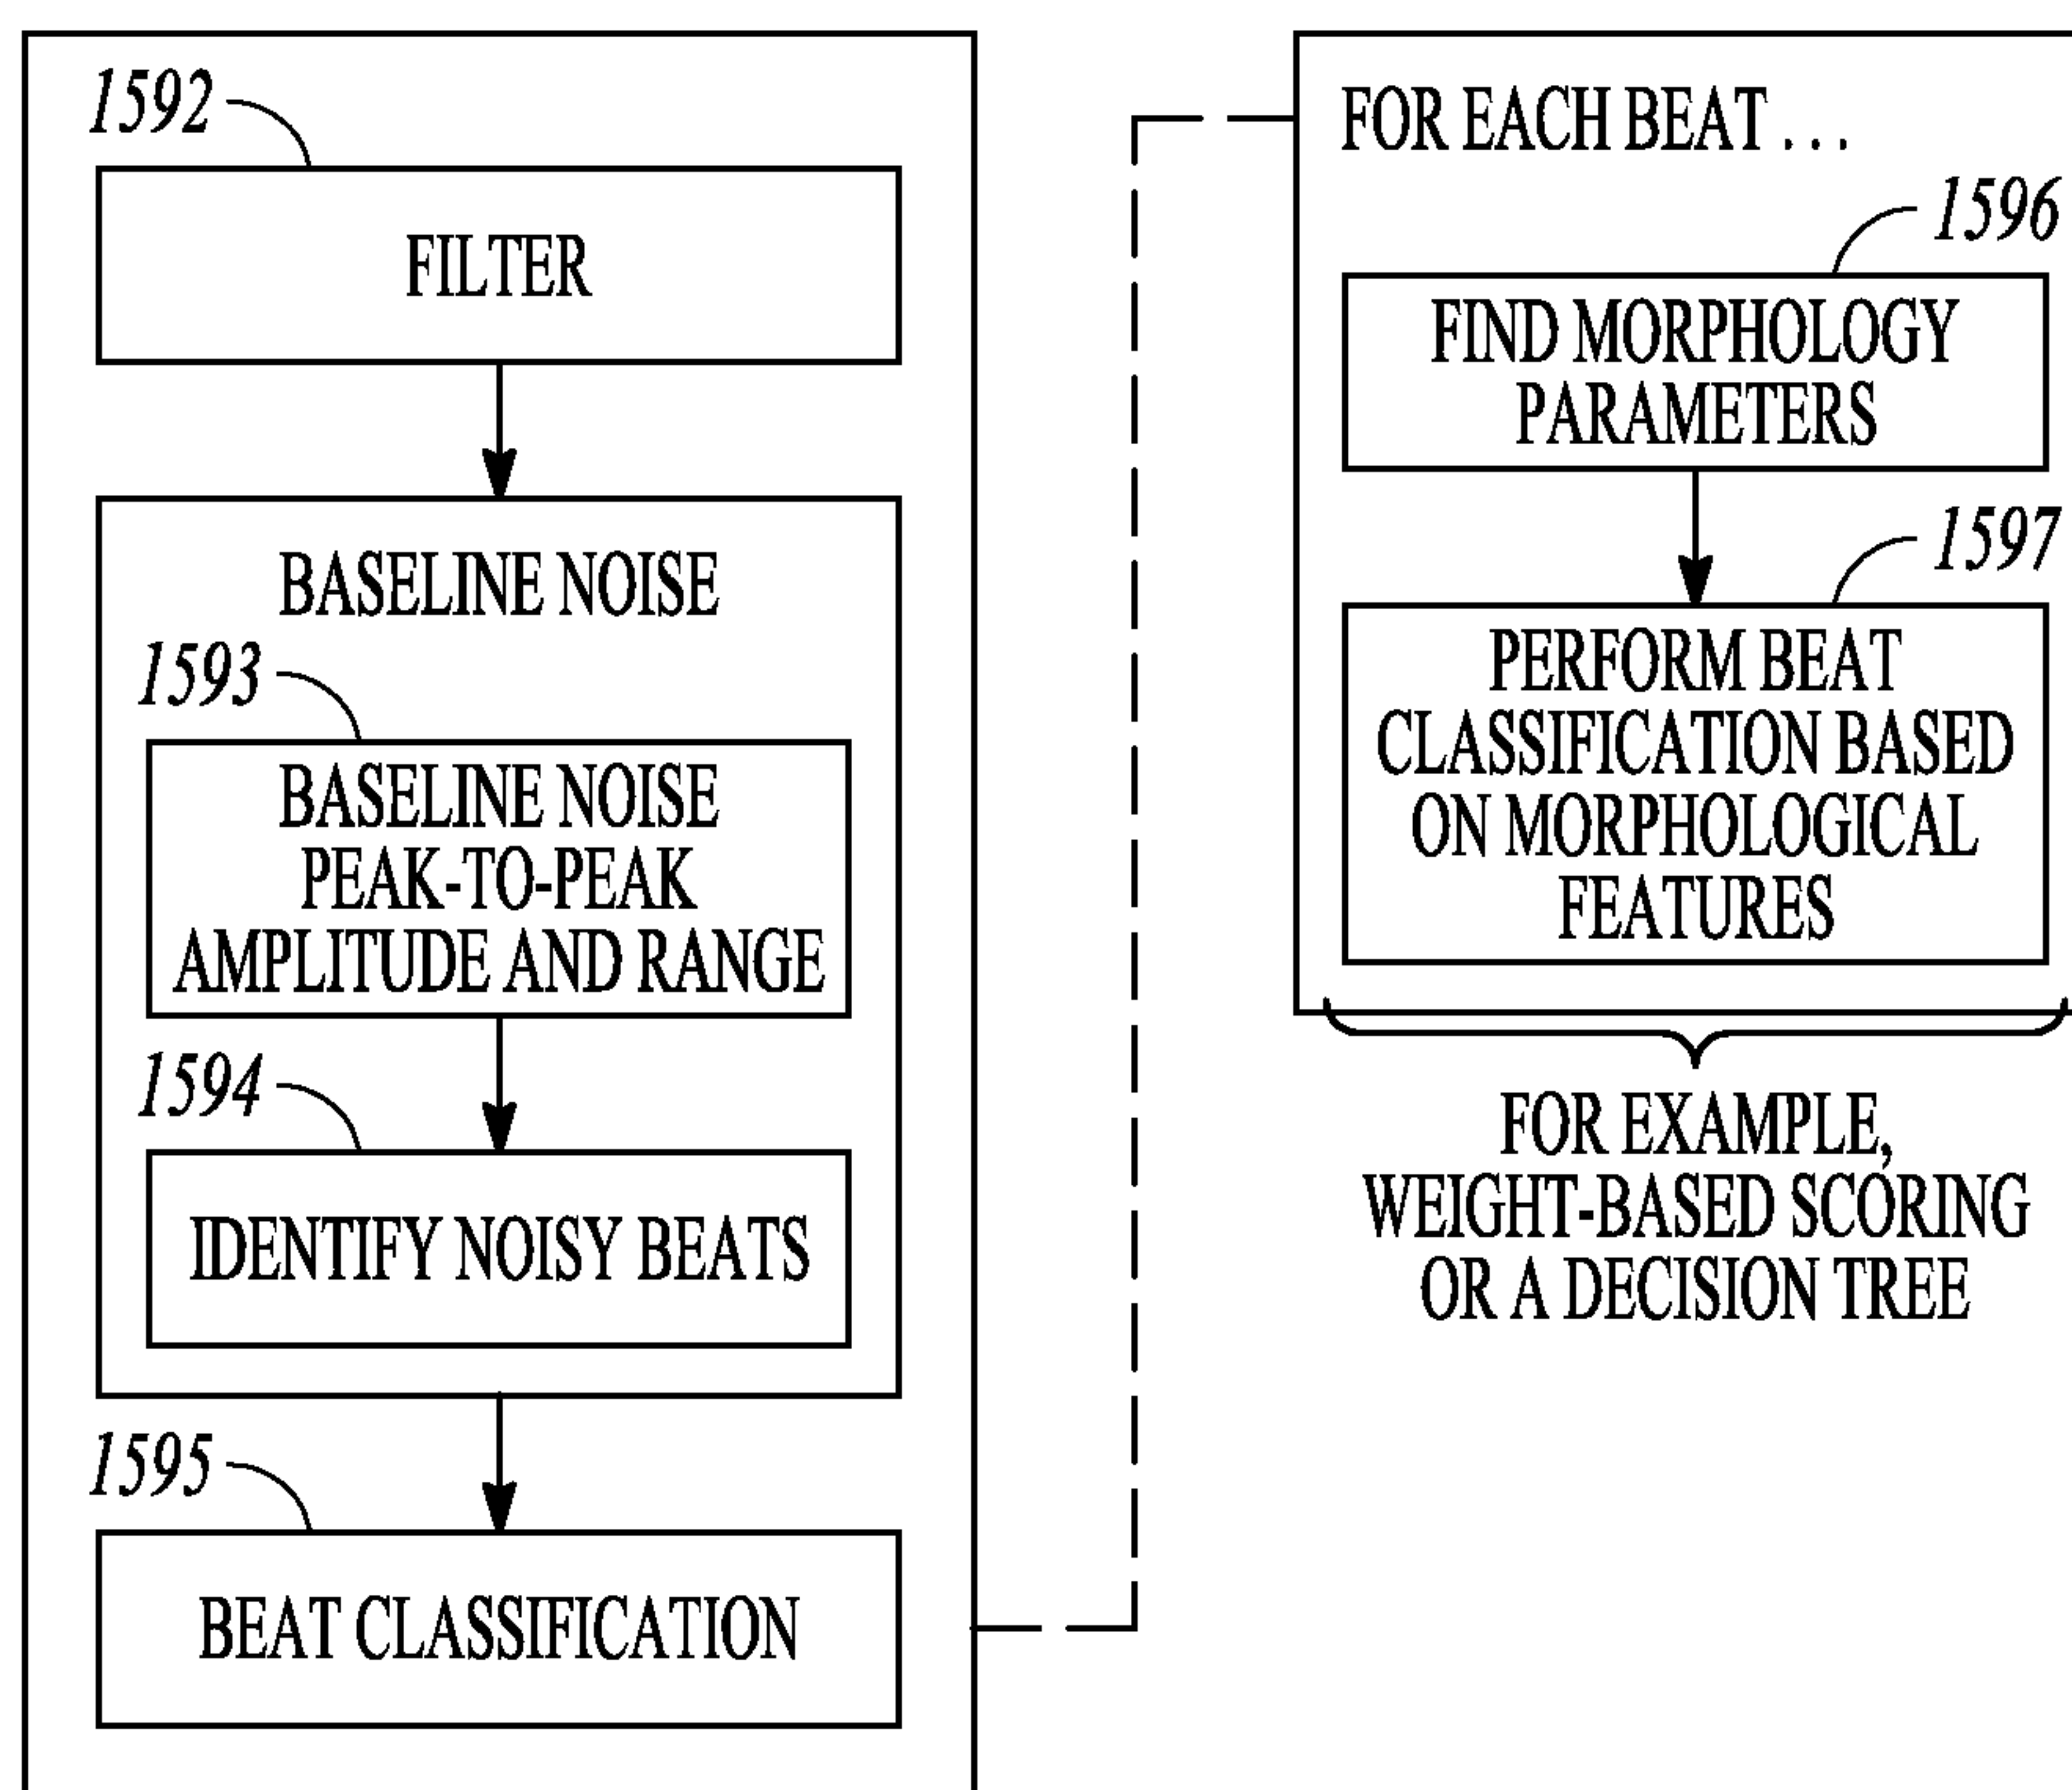 1592
FILTER
BASELINE NOISE
1593
BASELINE NOISE
PEAK-TO-PEAK
AMPLITUDE AND RANGE
1594
IDENTIFY NOISY BEATS
1595
BEAT CLASSIFICATION
FOR EACH BEAT . . .
1596
FIND MORPHOLOGY
PARAMETERS
1597
PERFORM BEAT
CLASSIFICATION BASED
ON MORPHOLOGICAL
FEATURES
FOR EXAMPLE,
WEIGHT-BASED SCORING
OR A DECISION TREE